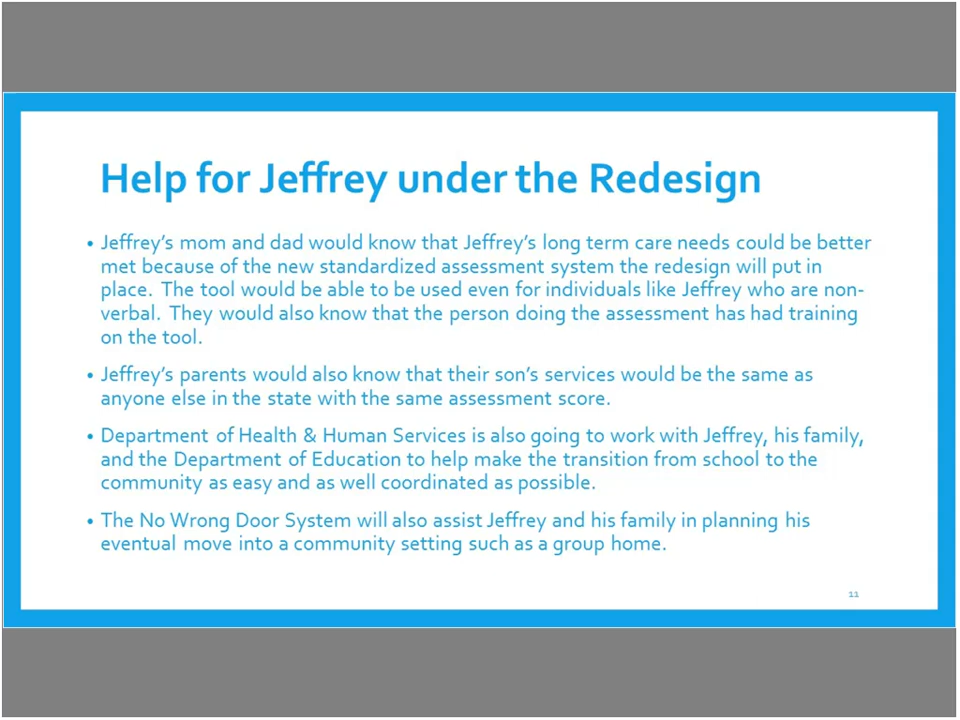 Help for Jeffrey under the Redesign
• Jeffrey's mom and dad would know that Jeffrey's long term care needs could be better
met because of the new standardized assessment system the redesign will put in
place.  The tool would be able to be used even for individuals like Jeffrey who are non-
verbal.  They would also know that the person doing the assessment has had training
on the tool.
• Jeffrey's parents would also know that their son's services would be the same as
anyone else in the state with the same assessment score.
• Department of Health & Human Services is also going to work with Jeffrey, his family,
and the Department of Education to help make the transition from school to the
community as easy and as well coordinated as possible.
• The No Wrong Door System will also assist Jeffrey and his family in planning his
eventual move into a community setting such as a group home.
11